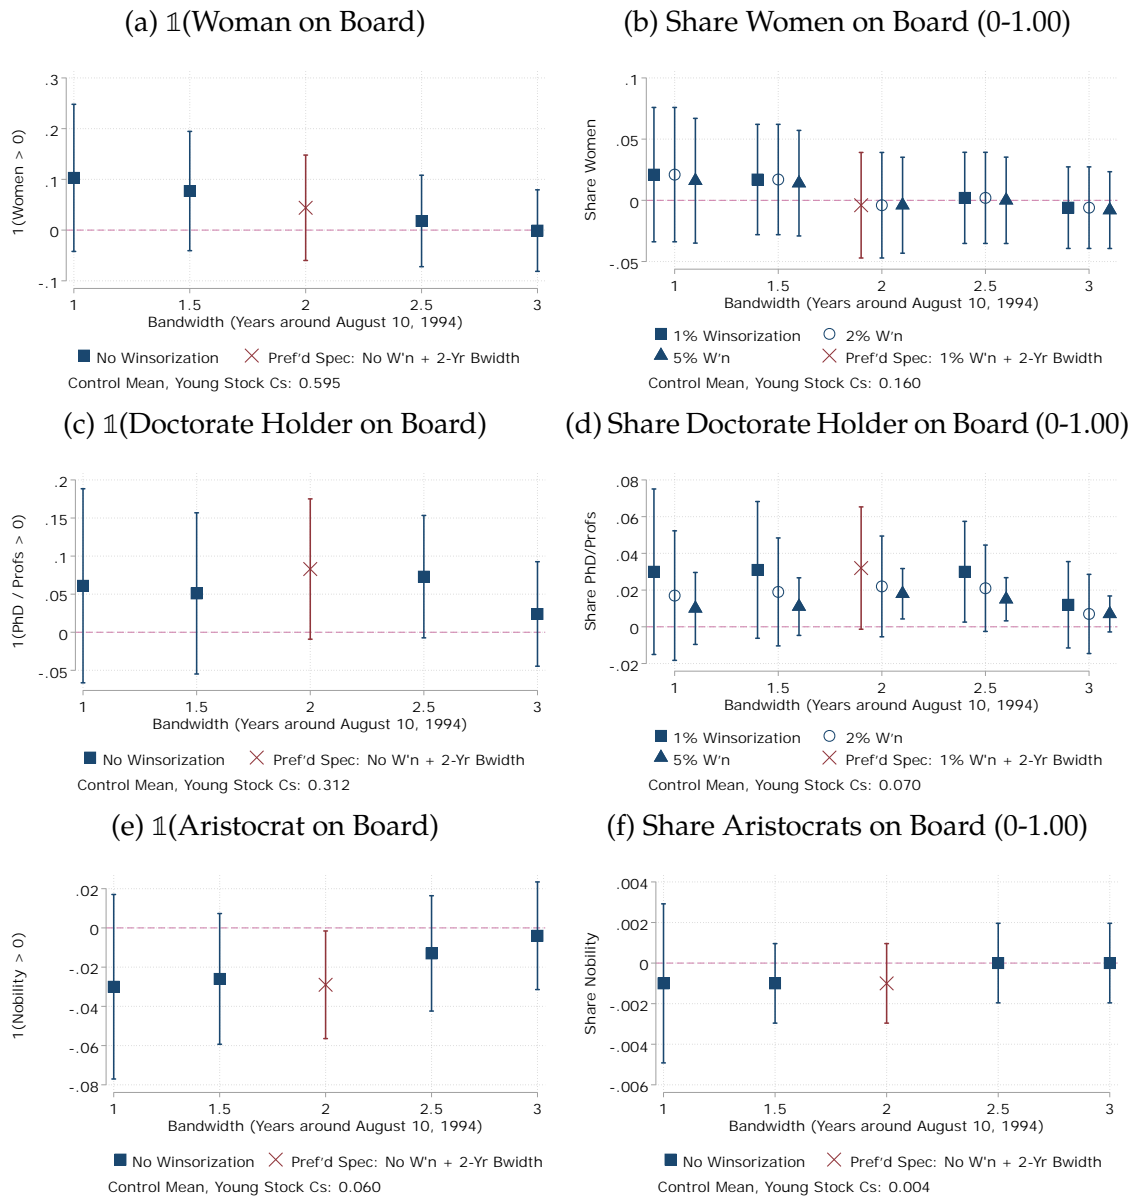 (a) 𝟙(Woman on Board)
.3
.2
.1
0
-.1
1(Women > 0)
1 1.5 2 2.5 3
Bandwidth (Years around August 10, 1994)
No Winsorization Pref'd Spec: No W'n + 2-Yr Bwidth
Control Mean, Young Stock Cs: 0.595
(b) Share Women on Board (0-1.00)
.1
.05
0
-.05
Share Women
1 1.5 2 2.5 3
Bandwidth (Years around August 10, 1994)
1% Winsorization 2% W'n
5% W'n Pref'd Spec: 1% W'n + 2-Yr Bwidth
Control Mean, Young Stock Cs: 0.160
(c) 𝟙(Doctorate Holder on Board)
.2
.15
.1
.05
0
-.05
1(PhD / Profs > 0)
1 1.5 2 2.5 3
Bandwidth (Years around August 10, 1994)
No Winsorization Pref'd Spec: No W'n + 2-Yr Bwidth
Control Mean, Young Stock Cs: 0.312
(d) Share Doctorate Holder on Board (0-1.00)
.08
.06
.04
.02
0
-.02
Share PhD/Profs
1 1.5 2 2.5 3
Bandwidth (Years around August 10, 1994)
1% Winsorization 2% W'n
5% W'n Pref'd Spec: 1% W'n + 2-Yr Bwidth
Control Mean, Young Stock Cs: 0.070
(e) 𝟙(Aristocrat on Board)
.02
0
-.02
-.04
-.06
-.08
1(Nobility > 0)
1 1.5 2 2.5 3
Bandwidth (Years around August 10, 1994)
No Winsorization Pref'd Spec: No W'n + 2-Yr Bwidth
Control Mean, Young Stock Cs: 0.060
(f) Share Aristocrats on Board (0-1.00)
.004
.002
0
-.002
-.004
-.006
Share Nobility
1 1.5 2 2.5 3
Bandwidth (Years around August 10, 1994)
No Winsorization Pref'd Spec: No W'n + 2-Yr Bwidth
Control Mean, Young Stock Cs: 0.004